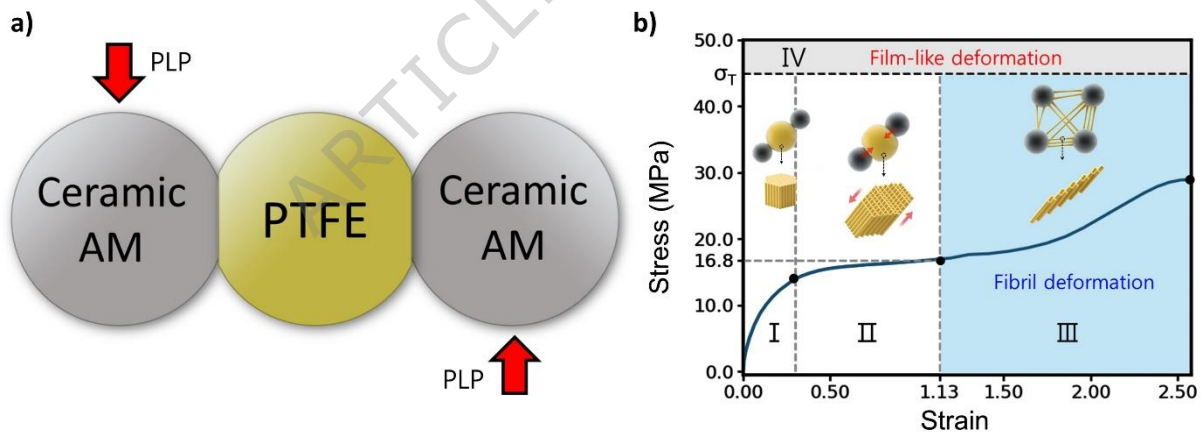 a)
PLP
Ceramic
AM
PTFE
Ceramic
AM
PLP
ARTICL
b)
Stress (MPa)
50.0
σT
40.0
30.0
20.0
16.8
10.0
0.0
IV
Film-like deformation
Fibril deformation
I
II
III
0.00
0.50
1.13
1.50
2.00
2.50
Strain